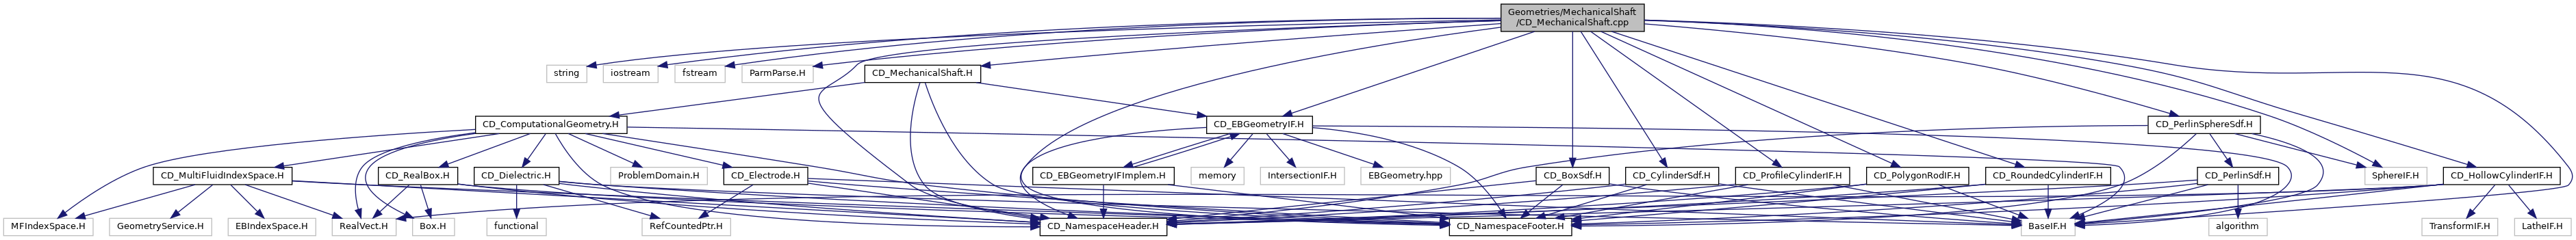 Geometries/MechanicalShaft
/CD_MechanicalShaft.cpp
string
iostream
fstream
ParmParse.H
CD_MechanicalShaft.H
CD_ComputationalGeometry.H
CD_EBGeometryIF.H
CD_PerlinSphereSdf.H
CD_MultiFluidIndexSpace.H
CD_RealBox.H
CD_Dielectric.H
ProblemDomain.H
CD_Electrode.H
CD_EBGeometryIFImplem.H
memory
IntersectionIF.H
EBGeometry.hpp
CD_BoxSdf.H
CD_CylinderSdf.H
CD_ProfileCylinderIF.H
CD_PolygonRodIF.H
CD_RoundedCylinderIF.H
CD_PerlinSdf.H
SphereIF.H
CD_HollowCylinderIF.H
MFIndexSpace.H
GeometryService.H
EBIndexSpace.H
RealVect.H
Box.H
functional
RefCountedPtr.H
CD_NamespaceHeader.H
CD_NamespaceFooter.H
BaseIF.H
algorithm
TransformIF.H
LatheIF.H